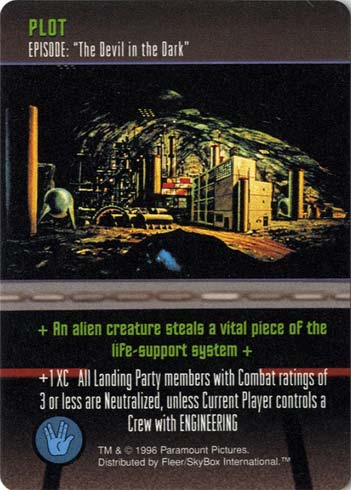 PLOT
EPISODE: "The Devil in the Dark"
+ An alien creature steals a vital piece of the
life-support system +
+1 XC  All Landing Party members with Combat ratings of
3 or less are Neutralized, unless Current Player controls a
Crew with ENGINEERING
TM & © 1996 Paramount Pictures.
Distributed by Fleer/SkyBox International.™